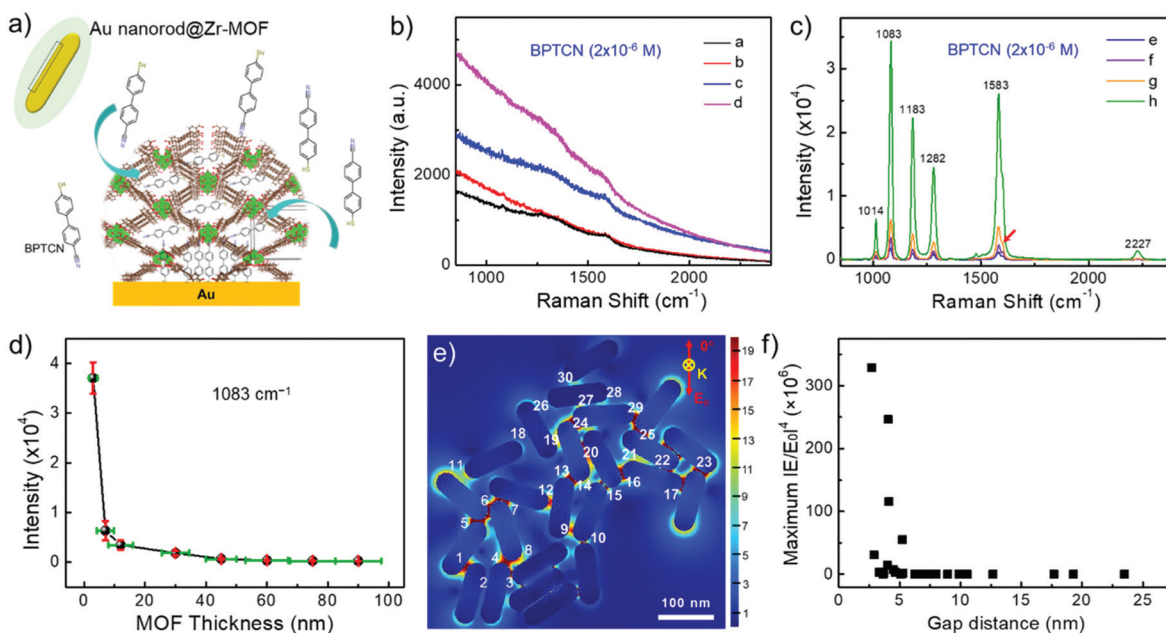 a)
Au nanorod@Zr-MOF
SH
SH
BPTCN
SH
Au
b)
BPTCN (2x10⁻⁶ M)
a
b
c
d
Intensity (a.u.)
4000
2000
0
1000
1500
2000
Raman Shift (cm⁻¹)
c)
1083
BPTCN (2x10⁻⁶ M)
e
f
g
h
1183
1583
1282
1014
2227
Intensity (x10⁴)
3
2
1
0
1000
1500
2000
Raman Shift (cm⁻¹)
d)
1083 cm⁻¹
Intensity (x10⁴)
4
3
2
1
0
0
20
40
60
80
100
MOF Thickness (nm)
e)
0°
K
30
28
27
26
29
24
25
19
18
20
21
22
23
11
13
14
16
15
17
6
12
7
5
9
10
1
4
8
2
3
100 nm
19
17
15
13
11
9
7
5
3
1
f)
Maximum |E/E₀|⁴ (×10⁶)
300
200
100
0
0
5
10
15
20
25
Gap distance (nm)